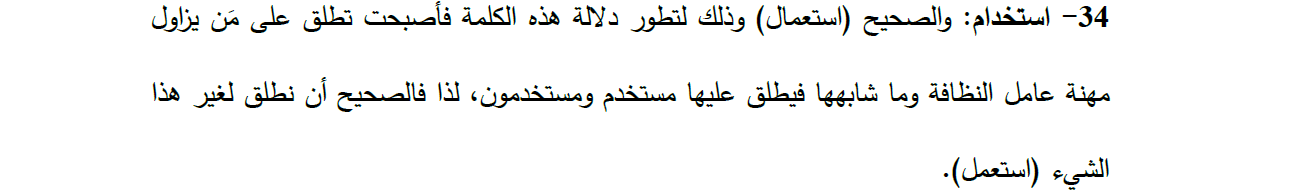 34- استخدام: والصحيح (استعمال) وذلك لتطور دلالة هذه الكلمة فأصبحت تطلق على مَن يزاول
مهنة عامل النظافة وما شابهها فيطلق عليها مستخدم ومستخدمون، لذا فالصحيح أن نطلق لغير هذا
الشيء (استعمل).